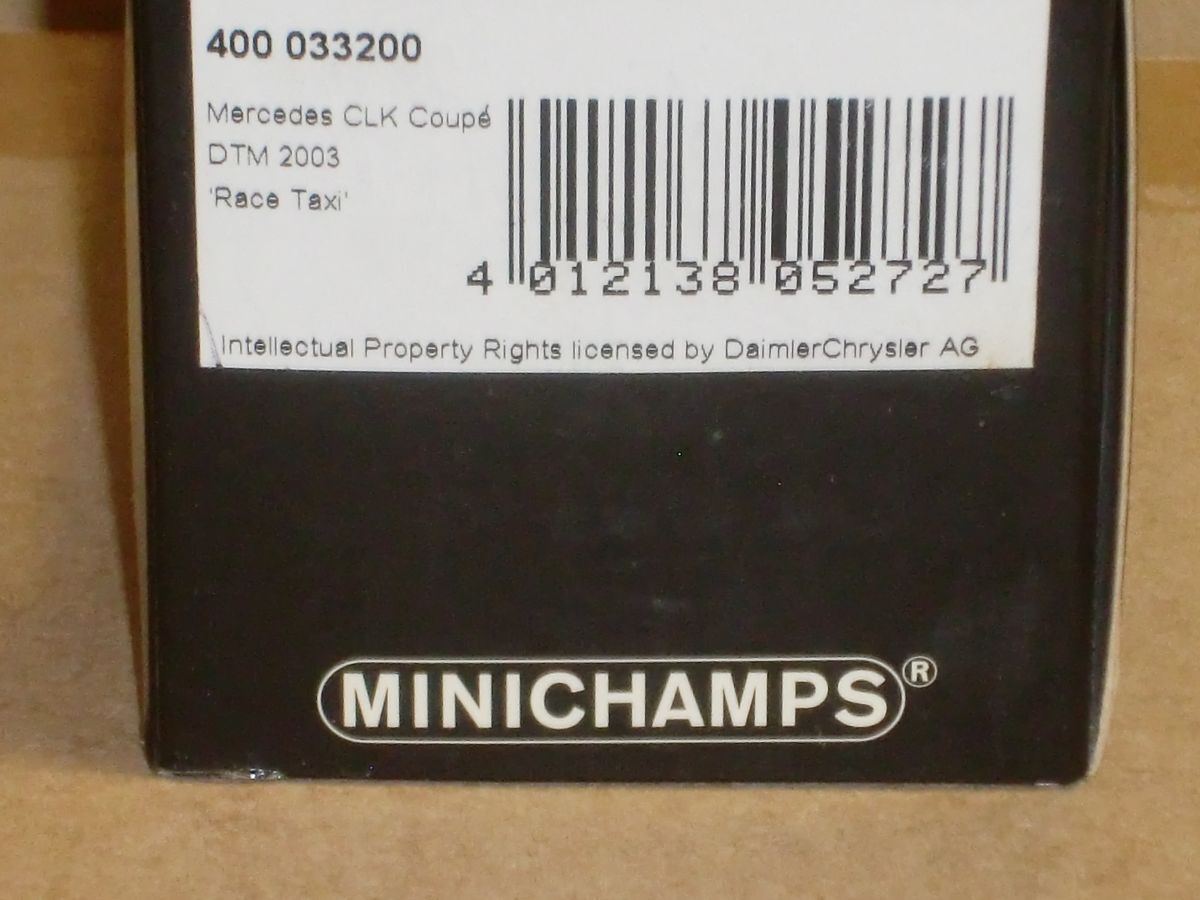 400 033200
Mercedes CLK Coupé
DTM 2003
'Race Taxi'
4 012138 052727
Intellectual Property Rights licensed by DaimlerChrysler AG
MINICHAMPS®